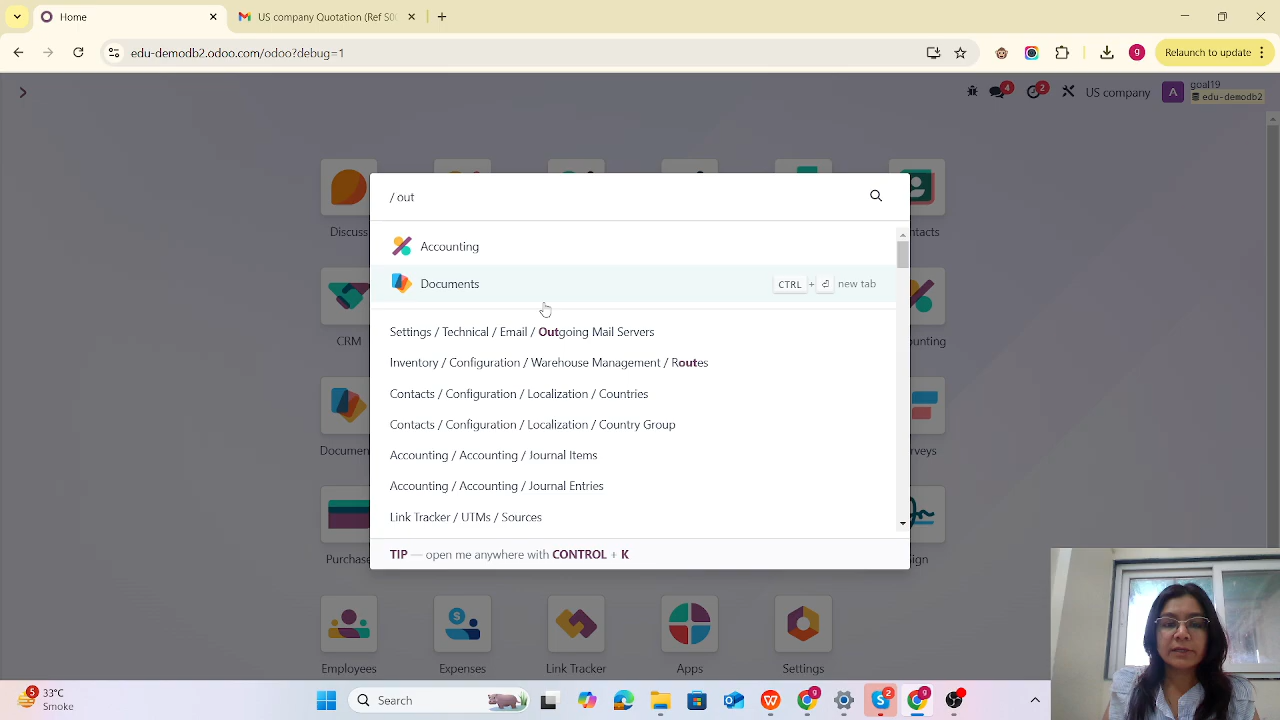 Home
US company Quotation (Ref S0
edu-demodb2.odoo.com/odoo?debug=1
g
Relaunch to update
4
2
US company
A
goal19
edu-demodb2
/ out
Accounting
Documents
CTRL + new tab
Settings / Technical / Email / Outgoing Mail Servers
Inventory / Configuration / Warehouse Management / Routes
Contacts / Configuration / Localization / Countries
Contacts / Configuration / Localization / Country Group
Accounting / Accounting / Journal Items
Accounting / Accounting / Journal Entries
Link Tracker / UTMs / Sources
TIP — open me anywhere with CONTROL + K
Discuss
ntacts
CRM
unting
Documen
rveys
Purchase
ign
Employees
Expenses
Link Tracker
Apps
Settings
5
33°C
Smoke
Search
g
2
g